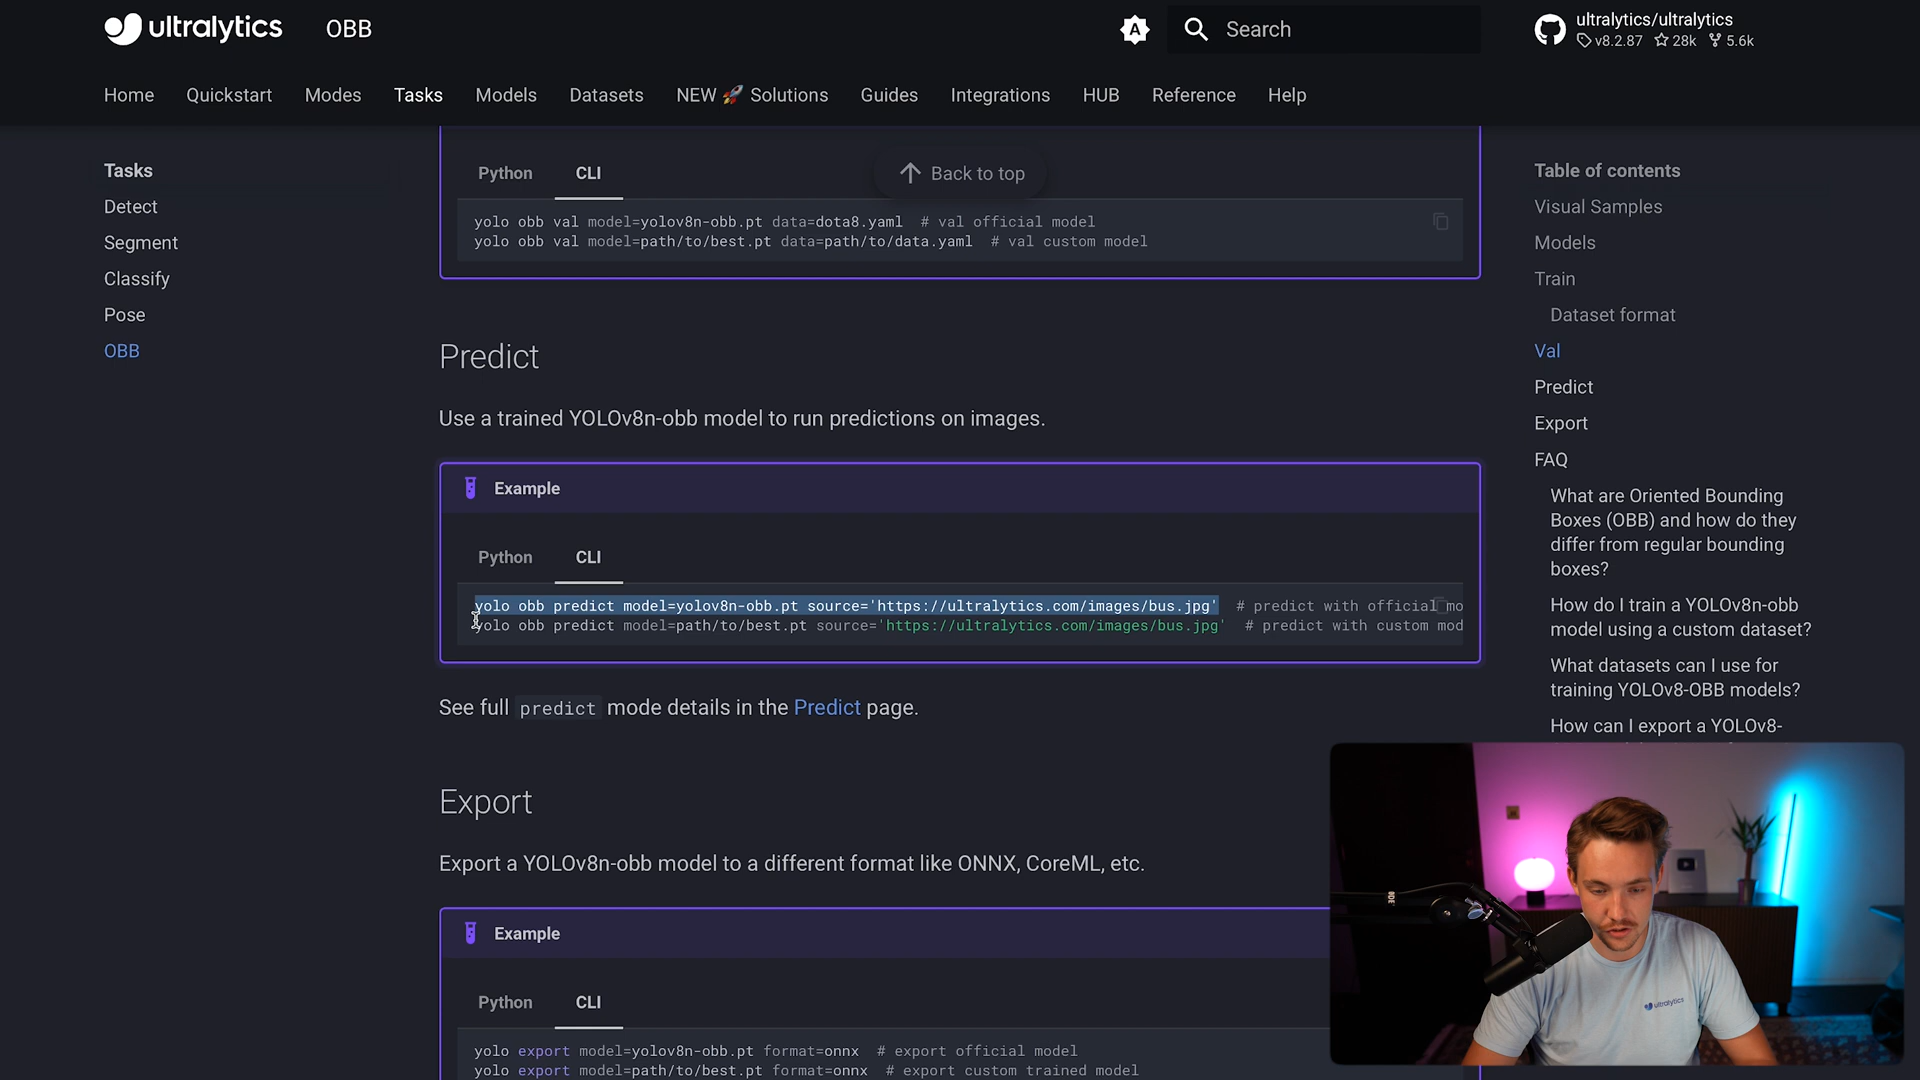 ultralytics
OBB
A
Search
ultralytics/ultralytics
v8.2.87 28k 5.6k
Home Quickstart Modes Tasks Models Datasets NEW 🚀 Solutions Guides Integrations HUB Reference Help
Tasks
Detect
Segment
Classify
Pose
OBB
Python CLI
Back to top
yolo obb val model=yolov8n-obb.pt data=dota8.yaml # val official model
yolo obb val model=path/to/best.pt data=path/to/data.yaml # val custom model
Predict
Use a trained YOLOv8n-obb model to run predictions on images.
Example
Python CLI
yolo obb predict model=yolov8n-obb.pt source='https://ultralytics.com/images/bus.jpg' # predict with official mo
yolo obb predict model=path/to/best.pt source='https://ultralytics.com/images/bus.jpg' # predict with custom mod
See full predict mode details in the Predict page.
Export
Export a YOLOv8n-obb model to a different format like ONNX, CoreML, etc.
Example
Python CLI
yolo export model=yolov8n-obb.pt format=onnx # export official model
yolo export model=path/to/best.pt format=onnx # export custom trained model
Table of contents
Visual Samples
Models
Train
Dataset format
Val
Predict
Export
FAQ
What are Oriented Bounding
Boxes (OBB) and how do they
differ from regular bounding
boxes?
How do I train a YOLOv8n-obb
model using a custom dataset?
What datasets can I use for
training YOLOv8-OBB models?
How can I export a YOLOv8-
ultralytics